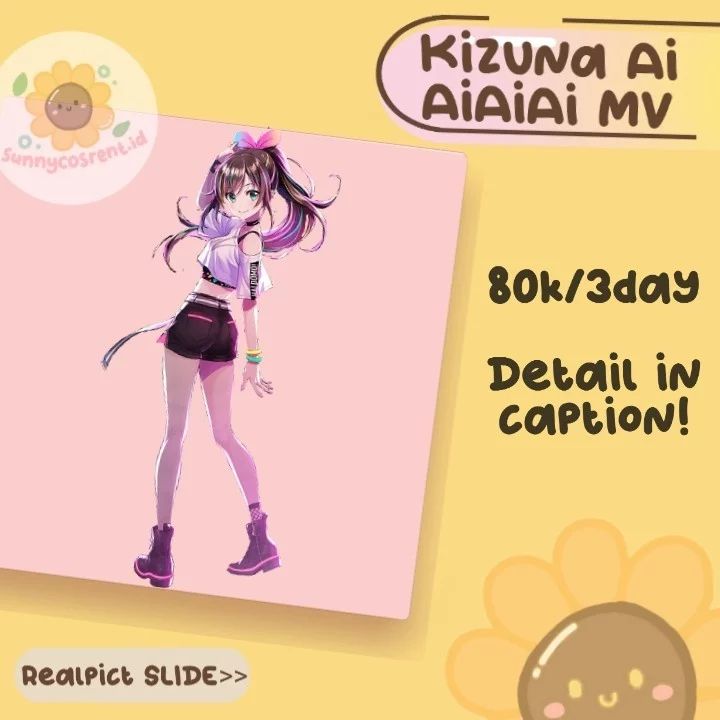 Kizuna Ai
AiAiAi MV
sunnycosrent.id
80k/3day
Detail in
caption!
RealPict SLIDE>>